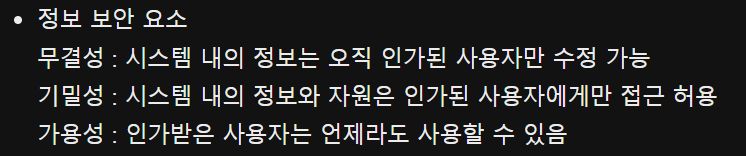 • 정보 보안 요소
무결성 : 시스템 내의 정보는 오직 인가된 사용자만 수정 가능
기밀성 : 시스템 내의 정보와 자원은 인가된 사용자에게만 접근 허용
가용성 : 인가받은 사용자는 언제라도 사용할 수 있음